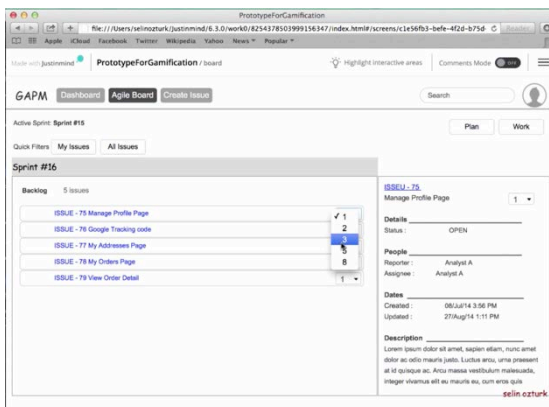 PrototypeForGamification
file:///Users/selinozturk/Justinmind/6.3.0/work0/8254378503999156347/index.html#/screens/c1e56fb3-befe-4f2d-b75d- Reader
Apple iCloud Facebook Twitter Wikipedia Yahoo News Popular
Made with Justinmind PrototypeForGamification / board Highlight interactive areas Comments Mode OFF
GAPM Dashboard Agile Board Create Issue Search
Active Sprint: Sprint #15
Plan Work
Quick Filters My Issues All Issues
Sprint #16
Backlog 5 issues
ISSUE - 75 Manage Profile Page
ISSUE - 76 Google Tracking code
ISSUE - 77 My Addresses Page
ISSUE - 78 My Orders Page
ISSUE - 79 View Order Detail 1
✓ 1
2
3
5
8
ISSEU - 75
Manage Profile Page 1
Details
Status : OPEN
People
Reporter : Analyst A
Assignee : Analyst A
Dates
Created : 08/Jul/14 3:56 PM
Updated : 27/Aug/14 1:11 PM
Description
Lorem ipsum dolor sit amet, sapien etiam, nunc amet
dolor ac odio mauris justo. Luctus arcu, urna praesent
at id quisque ac. Arcu massa vestibulum malesuada,
integer vivamus elit eu mauris eu, cum eros quis
selin ozturk